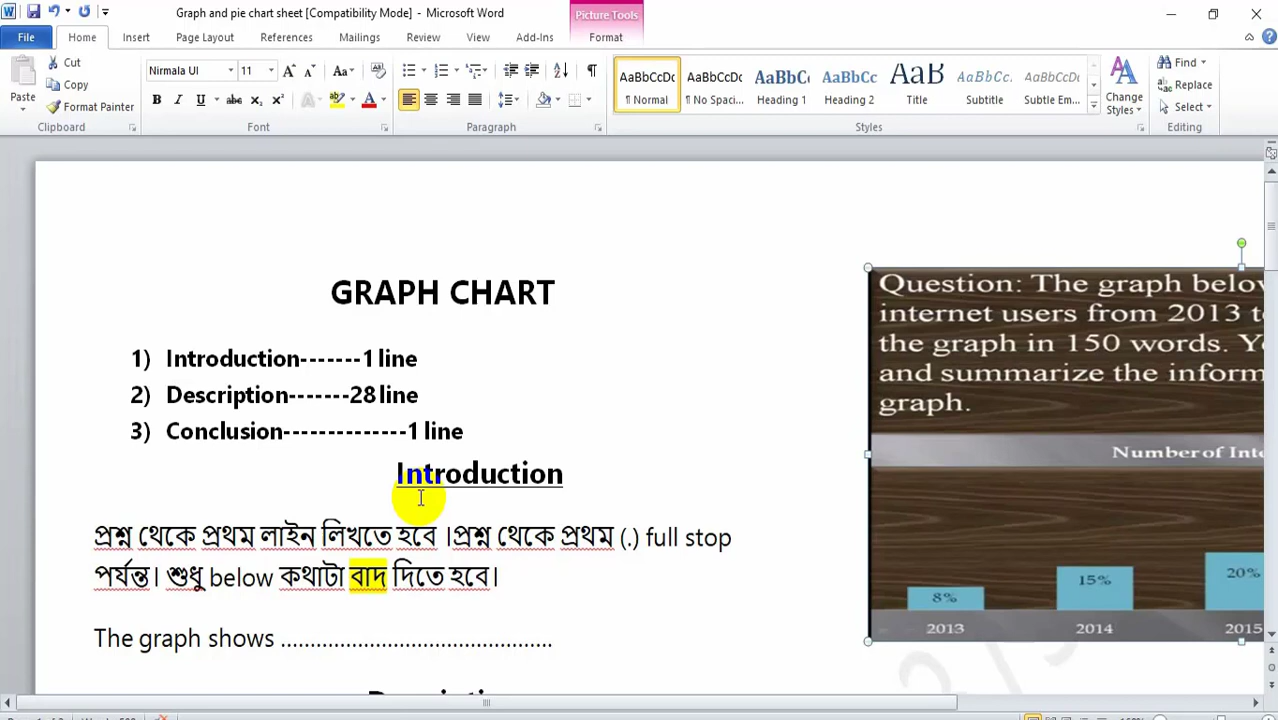 Graph and pie chart sheet [Compatibility Mode] - Microsoft Word
Picture Tools
File Home Insert Page Layout References Mailings Review View Add-Ins Format
Cut
Copy
Format Painter
Paste
Clipboard
Nirmala UI 11
Font
Paragraph
AaBbCcDc AaBbCcDc AaBbC AaBbCc AaB AaBbCcL AaBbCcDc
¶ Normal ¶ No Spaci... Heading 1 Heading 2 Title Subtitle Subtle Em...
Change Styles
Styles
Find
Replace
Select
Editing
GRAPH CHART
1) Introduction-------1 line
2) Description-------28 line
3) Conclusion--------------1 line
Introduction
প্রশ্ন থেকে প্রথম লাইন লিখতে হবে ।প্রশ্ন থেকে প্রথম (.) full stop
পর্যন্ত। শুধু below কথাটা বাদ দিতে হবে।
The graph shows ..................................................
Question: The graph below
internet users from 2013 t
the graph in 150 words. Y
and summarize the inform
graph.
Number of Inte
8% 15% 20%
2013 2014 2015